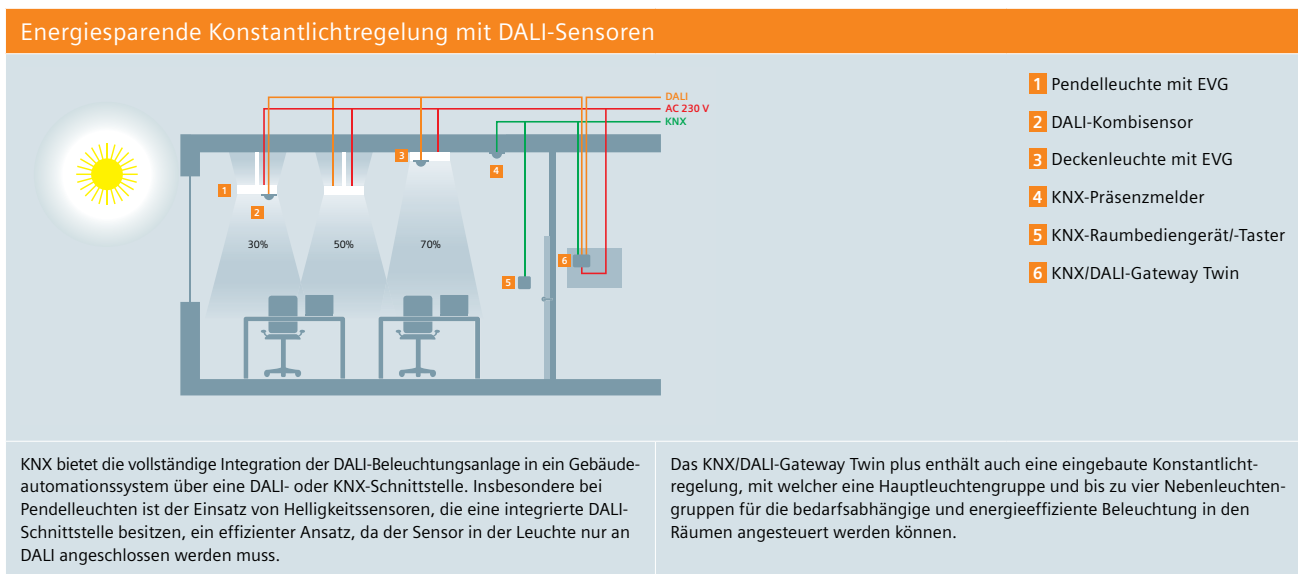 Energiesparende Konstantlichtregelung mit DALI-Sensoren
DALI
AC 230 V
KNX
3
4
1
2
30%
50%
70%
6
5
1 Pendelleuchte mit EVG
2 DALI-Kombisensor
3 Deckenleuchte mit EVG
4 KNX-Präsenzmelder
5 KNX-Raumbediengerät/-Taster
6 KNX/DALI-Gateway Twin
KNX bietet die vollständige Integration der DALI-Beleuchtungsanlage in ein Gebäude-
automationssystem über eine DALI- oder KNX-Schnittstelle. Insbesondere bei
Pendelleuchten ist der Einsatz von Helligkeitssensoren, die eine integrierte DALI-
Schnittstelle besitzen, ein effizienter Ansatz, da der Sensor in der Leuchte nur an
DALI angeschlossen werden muss.
Das KNX/DALI-Gateway Twin plus enthält auch eine eingebaute Konstantlicht-
regelung, mit welcher eine Hauptleuchtengruppe und bis zu vier Nebenleuchten-
gruppen für die bedarfsabhängige und energieeffiziente Beleuchtung in den
Räumen angesteuert werden können.